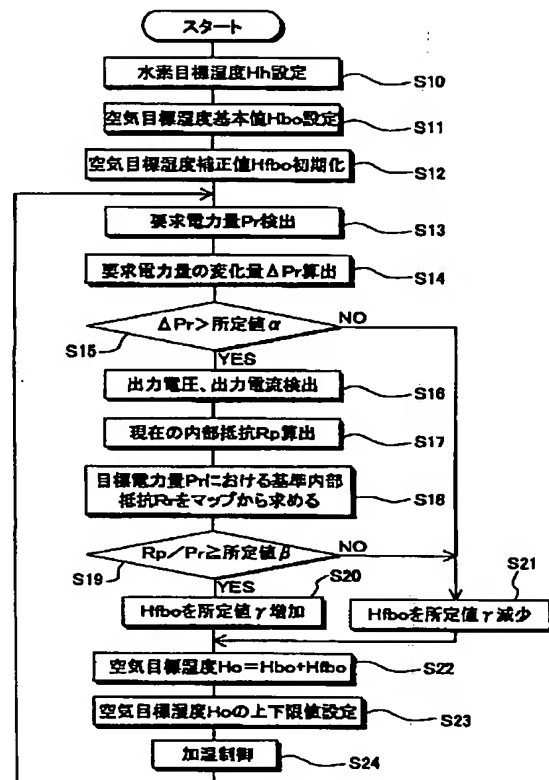 スタート
水素目標湿度Hh設定
S10
空気目標湿度基本値Hbo設定
S11
空気目標湿度補正値Hfbo初期化
S12
要求電力量Pr検出
S13
要求電力量の変化量ΔPr算出
S14
ΔPr>所定値α
NO
S15
YES
出力電圧、出力電流検出
S16
現在の内部抵抗Rp算出
S17
目標電力量Prにおける基準内部
抵抗Rrをマップから求める
S18
Rp/Pr≧所定値β
NO
S19
YES
S20
S21
Hfboを所定値γ増加
Hfboを所定値γ減少
空気目標湿度Ho=Hbo+Hfbo
S22
空気目標湿度Hoの上下限値設定
S23
加湿制御
S24